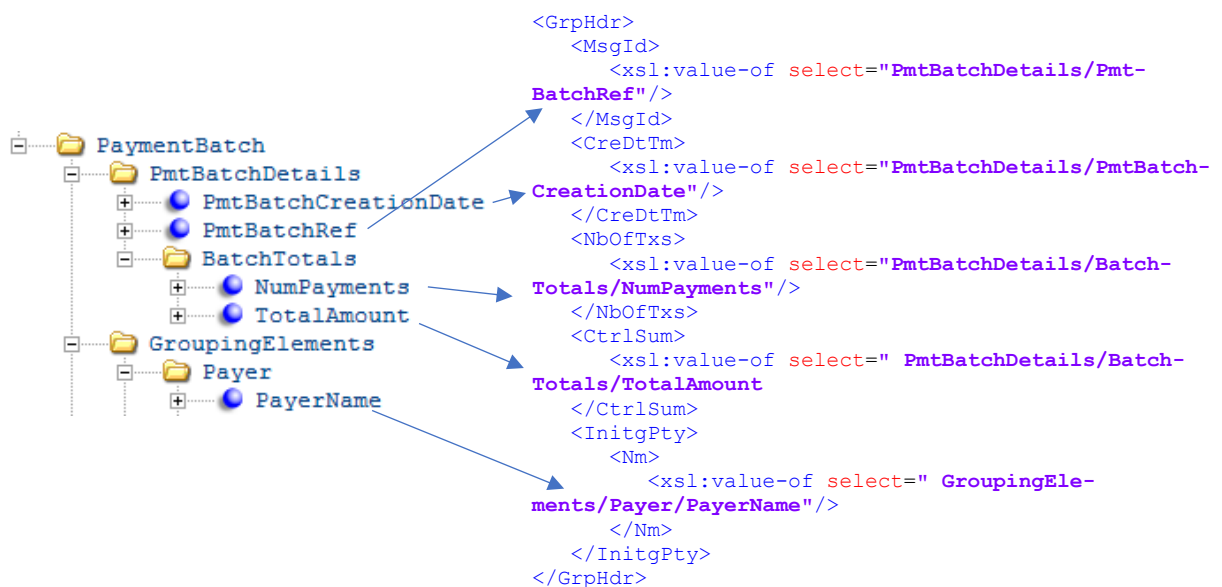 PaymentBatch
PmtBatchDetails
PmtBatchCreationDate
PmtBatchRef
BatchTotals
NumPayments
TotalAmount
GroupingElements
Payer
PayerName
<GrpHdr>
<MsgId>
<xsl:value-of select="PmtBatchDetails/Pmt-
BatchRef"/>
</MsgId>
<CreDtTm>
<xsl:value-of select="PmtBatchDetails/PmtBatch-
CreationDate"/>
</CreDtTm>
<NbOfTxs>
<xsl:value-of select="PmtBatchDetails/Batch-
Totals/NumPayments"/>
</NbOfTxs>
<CtrlSum>
<xsl:value-of select=" PmtBatchDetails/Batch-
Totals/TotalAmount
</CtrlSum>
<InitgPty>
<Nm>
<xsl:value-of select=" GroupingEle-
ments/Payer/PayerName"/>
</Nm>
</InitgPty>
</GrpHdr>